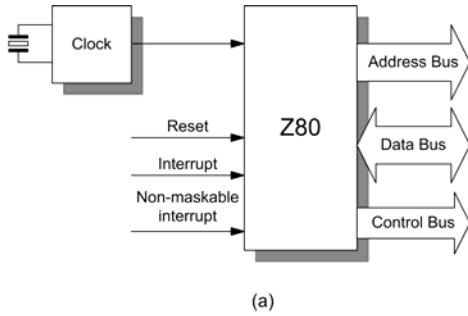 Clock
Address Bus
Reset
Z80
Data Bus
Interrupt
Non-maskable
interrupt
Control Bus
(a)